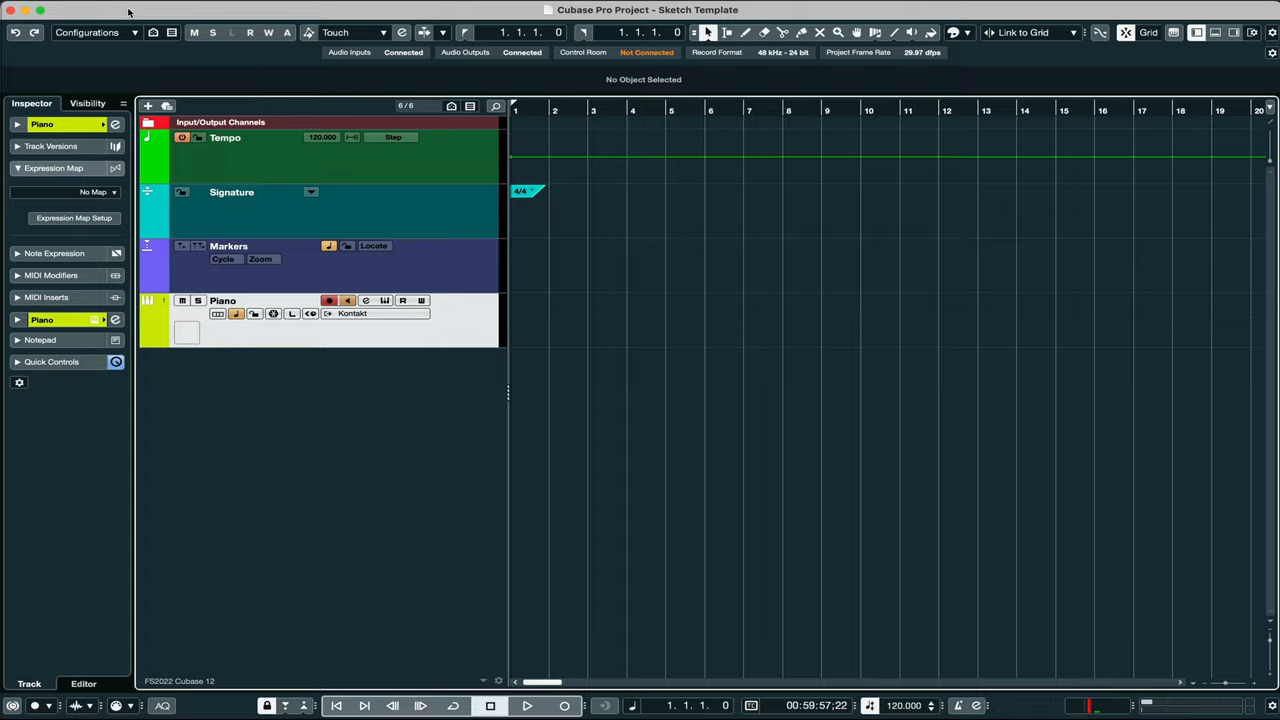 Cubase Pro Project - Sketch Template
Configurations M S L R W A Touch 1. 1. 1. 0 1. 1. 1. 0 Link to Grid Grid
Audio Inputs Connected Audio Outputs Connected Control Room Not Connected Record Format 48 kHz - 24 bit Project Frame Rate 29.97 dfps
No Object Selected
Inspector Visibility 6 / 6 1 2 3 4 5 6 7 8 9 10 11 12 13 14 15 16 17 18 19 20
Piano
Input/Output Channels
Tempo 120.000 Step
Track Versions
Expression Map
No Map
Signature 4/4
Expression Map Setup
Markers Locate
Note Expression
Cycle Zoom
MIDI Modifiers
MIDI Inserts
1 m S Piano e R W
Kontakt
Piano
Notepad
Quick Controls
Track Editor
FS2022 Cubase 12
AQ 1. 1. 1. 0 00:59:57;22 120.000